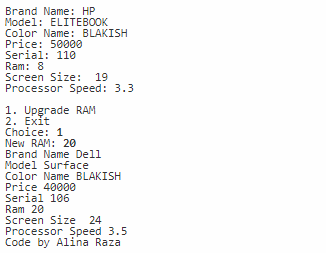 Brand Name: HP
Model: ELITEBOOK
Color Name: BLAKISH
Price: 50000
Serial: 110
Ram: 8
Screen Size:  19
Processor Speed: 3.3

1. Upgrade RAM
2. Exit
Choice: 1
New RAM: 20
Brand Name Dell
Model Surface
Color Name BLAKISH
Price 40000
Serial 106
Ram 20
Screen Size  24
Processor Speed 3.5
Code by Alina Raza